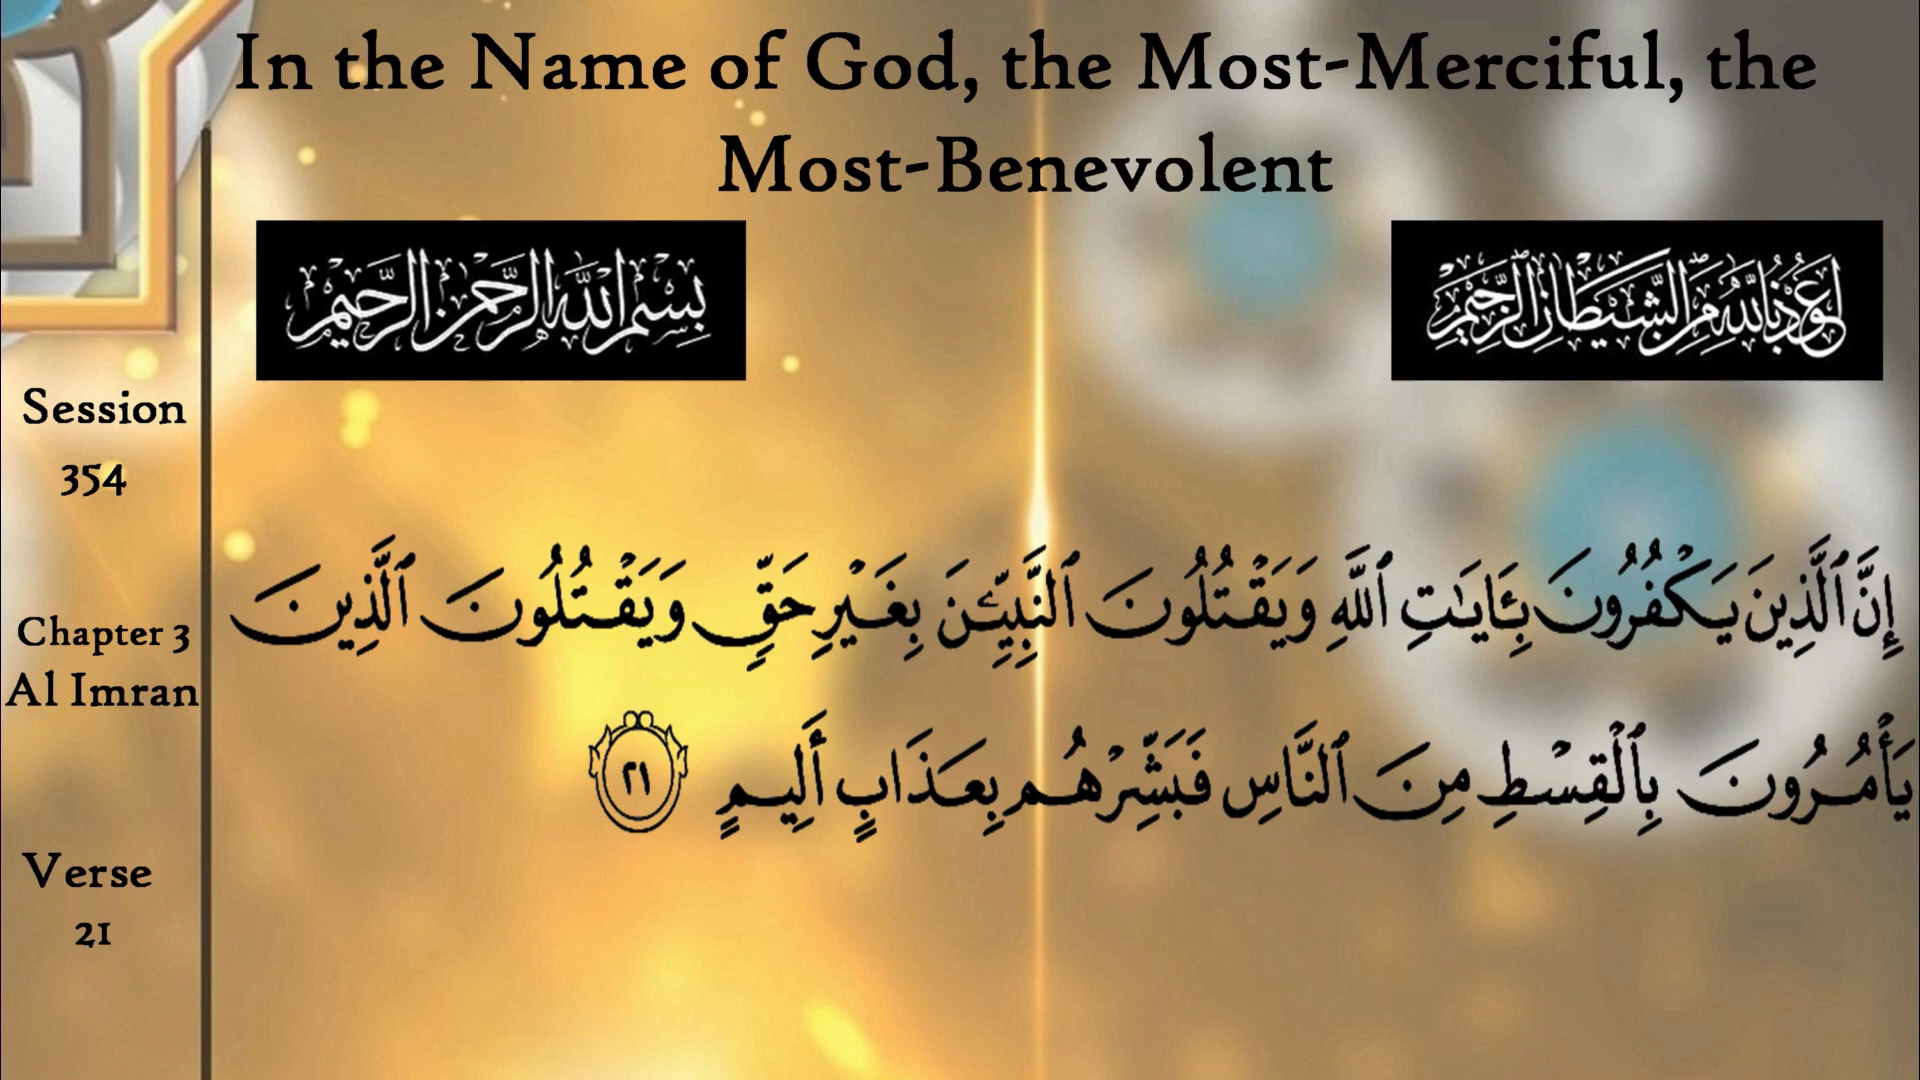 In the Name of God, the Most-Merciful, the
Most-Benevolent
بِسْمِ اللَّهِ الرَّحْمَنِ الرَّحِيمِ
اعُوذُ بِاللَّهِ مِنَ الشَّيْطَانِ الرَّجِيمِ
Session
354
Chapter 3
Al Imran
Verse
21
إِنَّ ٱلَّذِينَ يَكْفُرُونَ بِـَٔايَـٰتِ ٱللَّهِ وَيَقْتُلُونَ ٱلنَّبِيِّـۧنَ بِغَيْرِ حَقٍّ وَيَقْتُلُونَ ٱلَّذِينَ
يَأْمُرُونَ بِٱلْقِسْطِ مِنَ ٱلنَّاسِ فَبَشِّرْهُم بِعَذَابٍ أَلِيمٍ ٢١